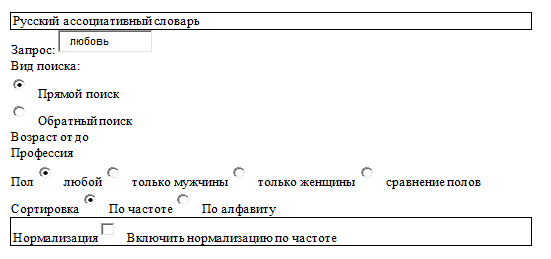 Русский ассоциативный словарь
Запрос: любовь
Вид поиска:
Прямой поиск
Обратный поиск
Возраст от до
Профессия
Пол любой только мужчины только женщины сравнение полов
Сортировка По частоте По алфавиту
Нормализация Включить нормализацию по частоте